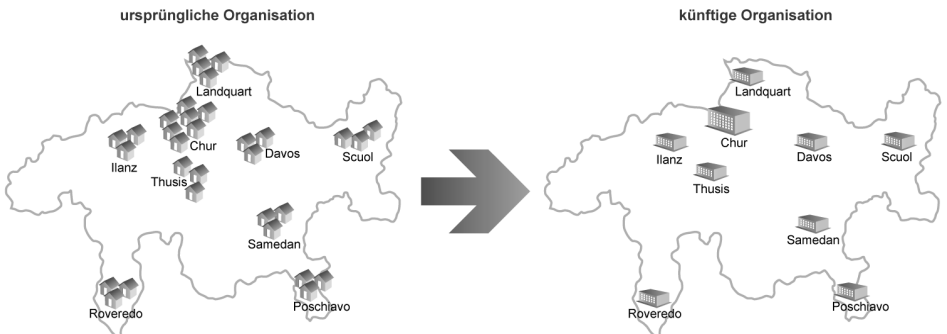 ursprüngliche Organisation
künftige Organisation
Landquart
Chur
Ilanz
Davos
Scuol
Thusis
Samedan
Roveredo
Poschiavo
Landquart
Chur
Ilanz
Davos
Scuol
Thusis
Samedan
Roveredo
Poschlavo